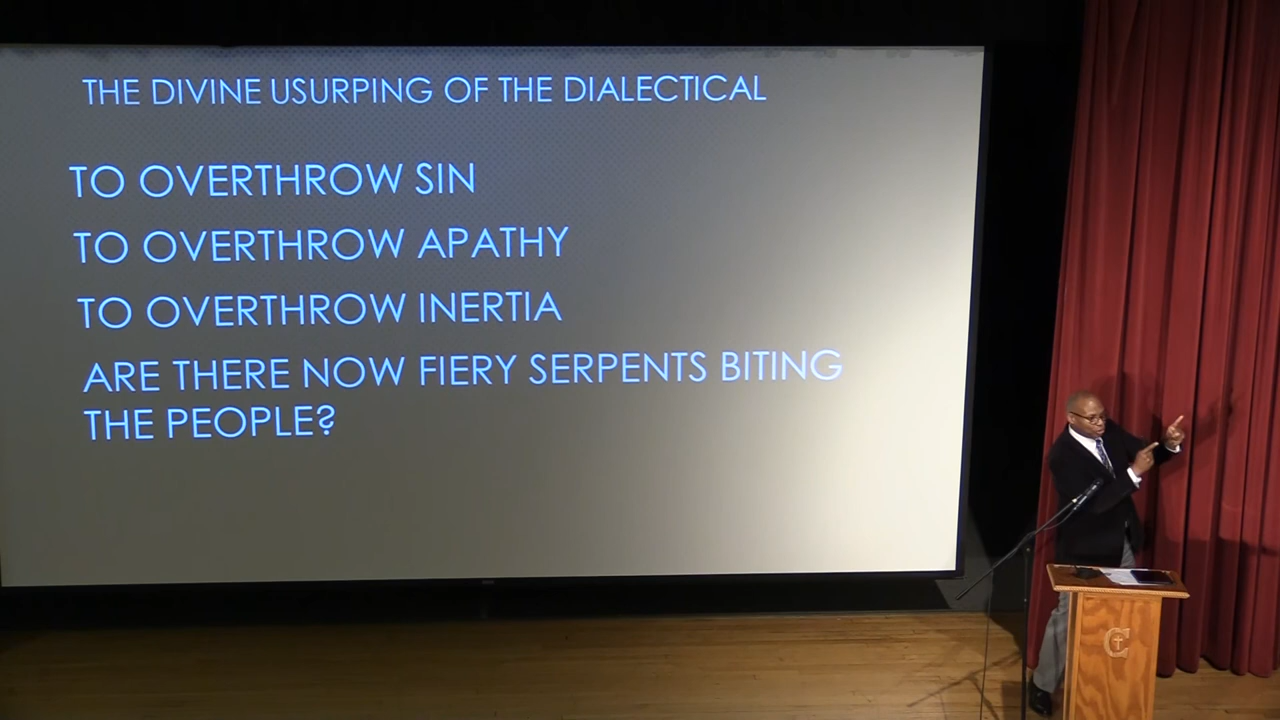 THE DIVINE USURPING OF THE DIALECTICAL
TO OVERTHROW SIN
TO OVERTHROW APATHY
TO OVERTHROW INERTIA
ARE THERE NOW FIERY SERPENTS BITING
THE PEOPLE?
C